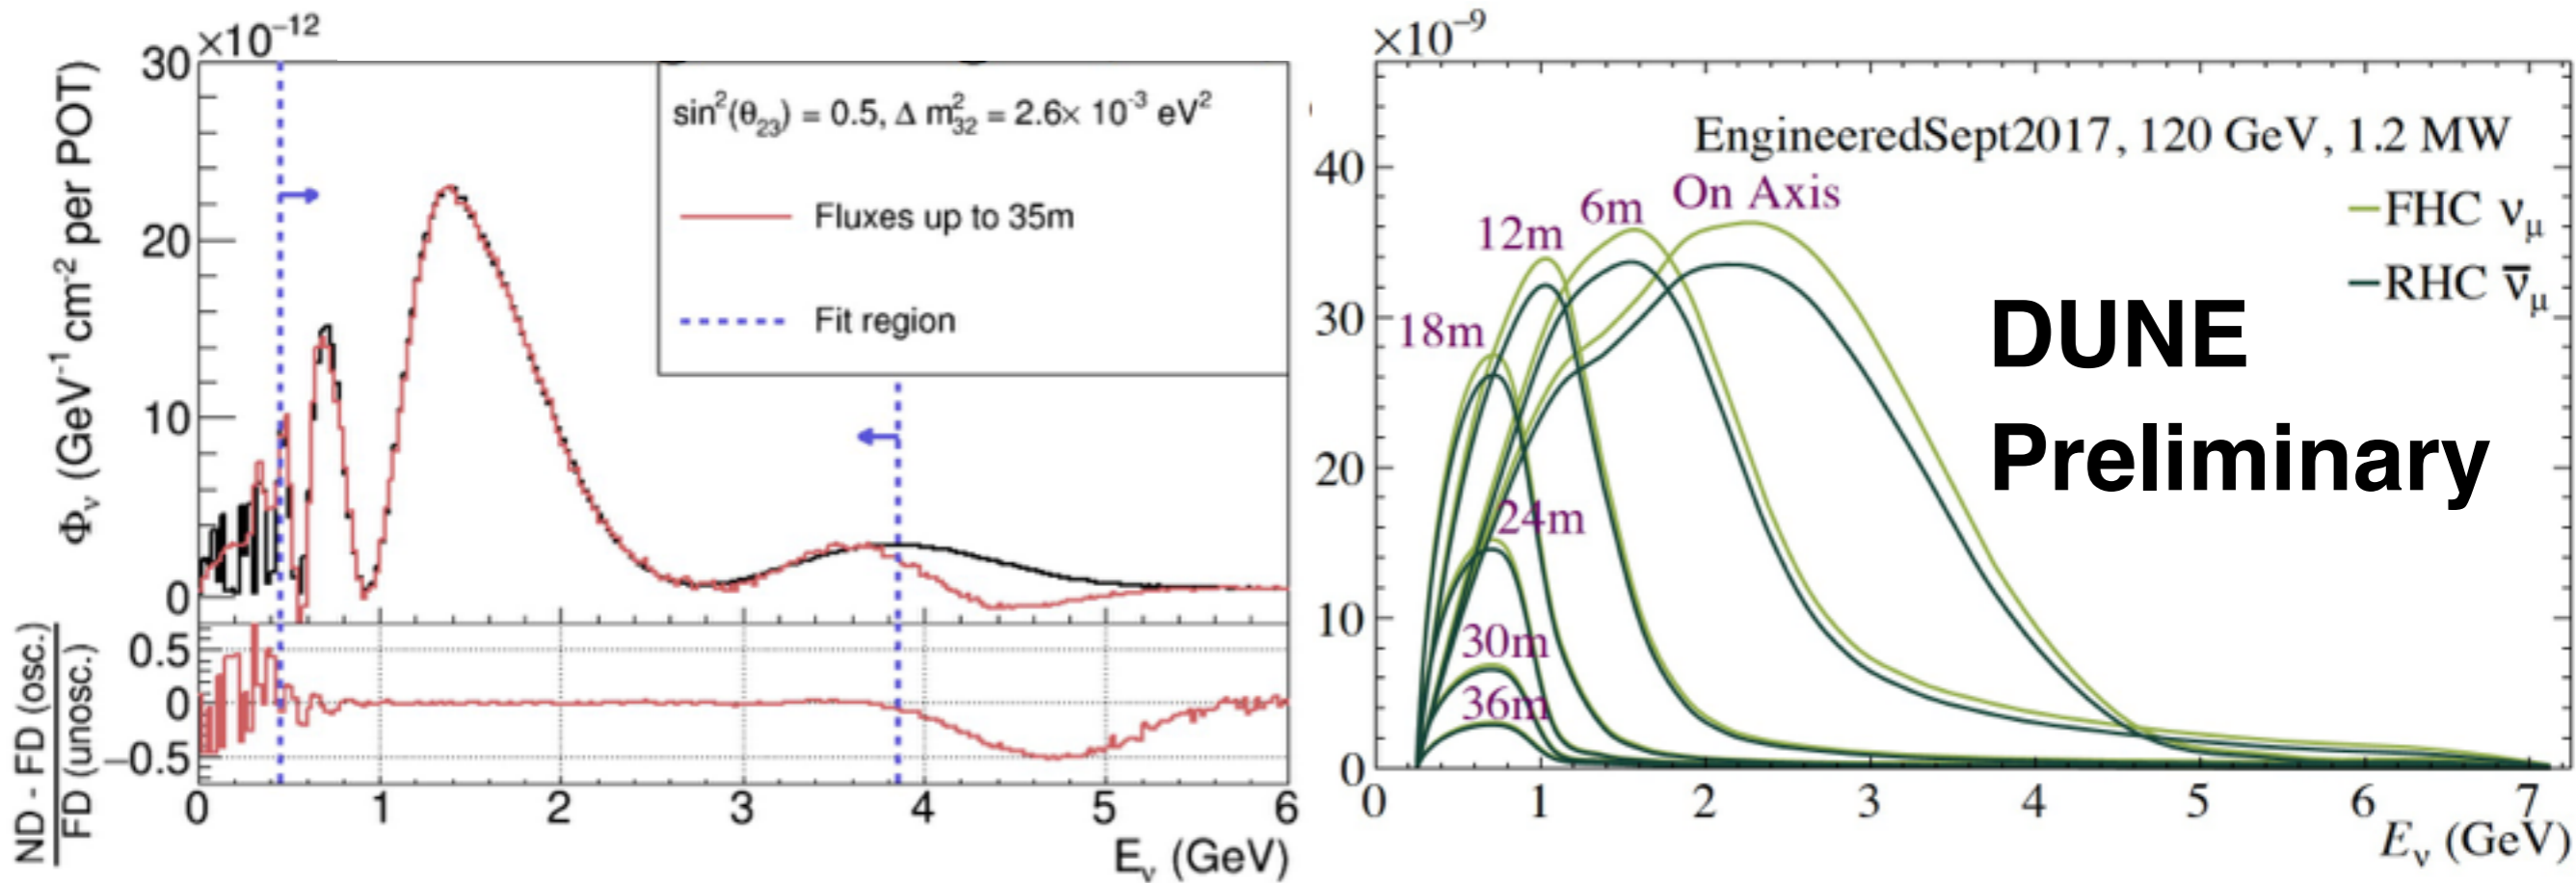 ×10⁻¹²
30
20
10
0
Φν (GeV⁻¹ cm⁻² per POT)
sin²(θ₂₃) = 0.5, Δ m²₃₂ = 2.6× 10⁻³ eV²
Fluxes up to 35m
Fit region
ND - FD (osc.)
FD (unosc.)
0.5
0
−0.5
0 1 2 3 4 5 6
Eν (GeV)
×10⁻⁹
40
30
20
10
0
EngineeredSept2017, 120 GeV, 1.2 MW
On Axis
6m
12m
18m
24m
30m
36m
FHC νμ
RHC ν̅μ
DUNE
Preliminary
0 1 2 3 4 5 6 7
Eν (GeV)